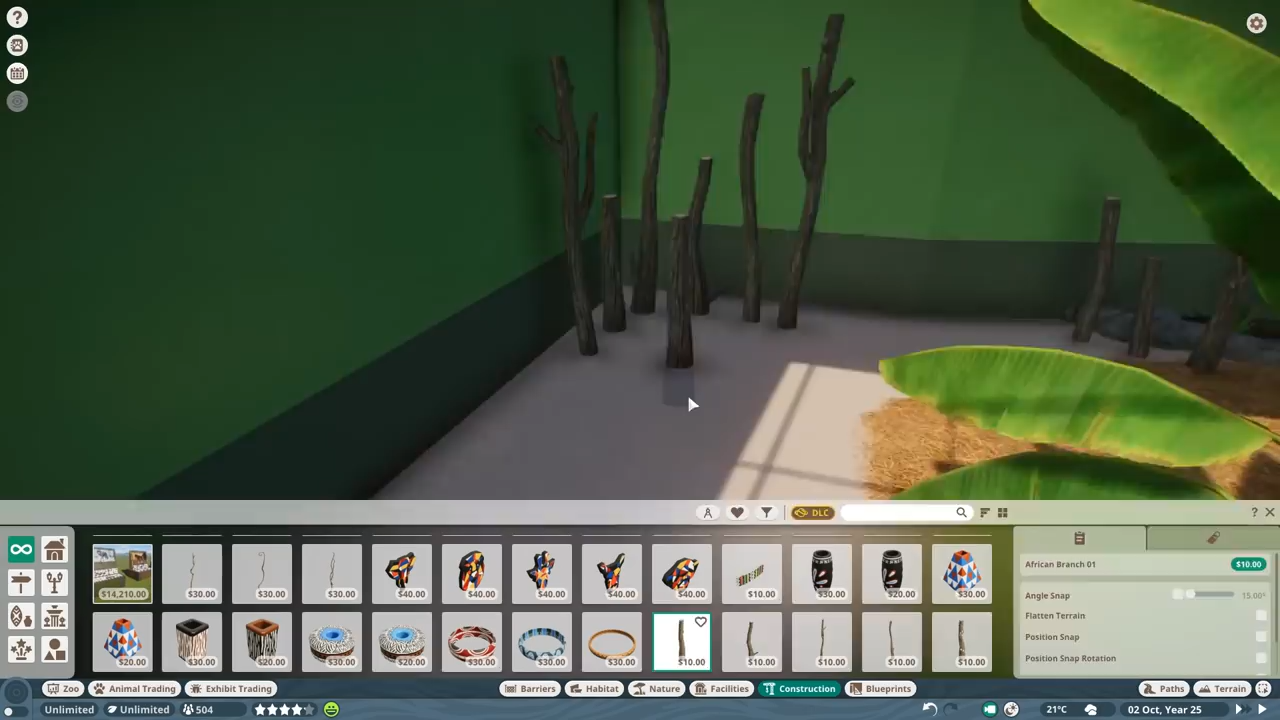 DLC
$14,210.00 $30.00 $30.00 $30.00 $40.00 $40.00 $40.00 $40.00 $40.00 $10.00 $30.00 $20.00 $30.00
$20.00 $30.00 $20.00 $30.00 $20.00 $30.00 $30.00 $30.00 $10.00 $10.00 $10.00 $10.00 $10.00
African Branch 01 $10.00
Angle Snap 15.00°
Flatten Terrain
Position Snap
Position Snap Rotation
Zoo Animal Trading Exhibit Trading Barriers Habitat Nature Facilities Construction Blueprints Paths Terrain
Unlimited Unlimited 504 21°C 02 Oct, Year 25